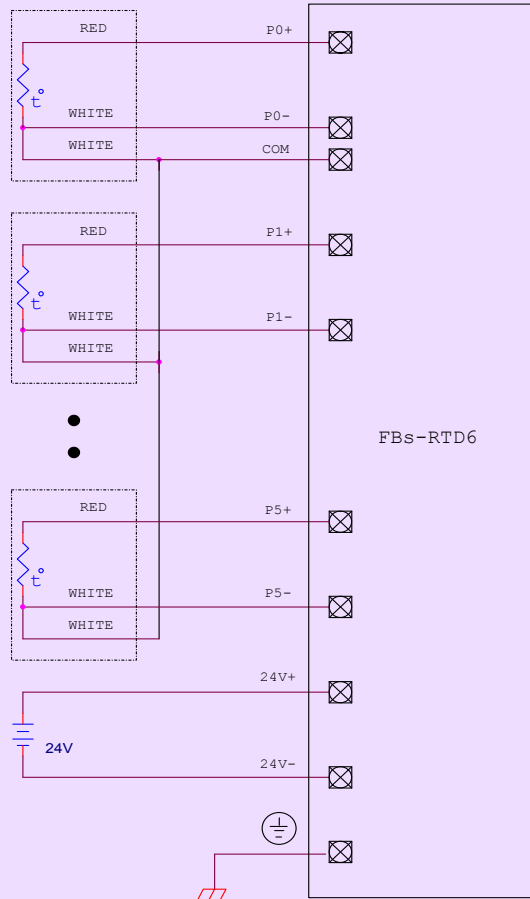 RED P0+
t°
WHITE P0-
WHITE COM
RED P1+
t°
WHITE P1-
WHITE
FBs-RTD6
RED P5+
t°
WHITE P5-
WHITE
24V+
24V
24V-